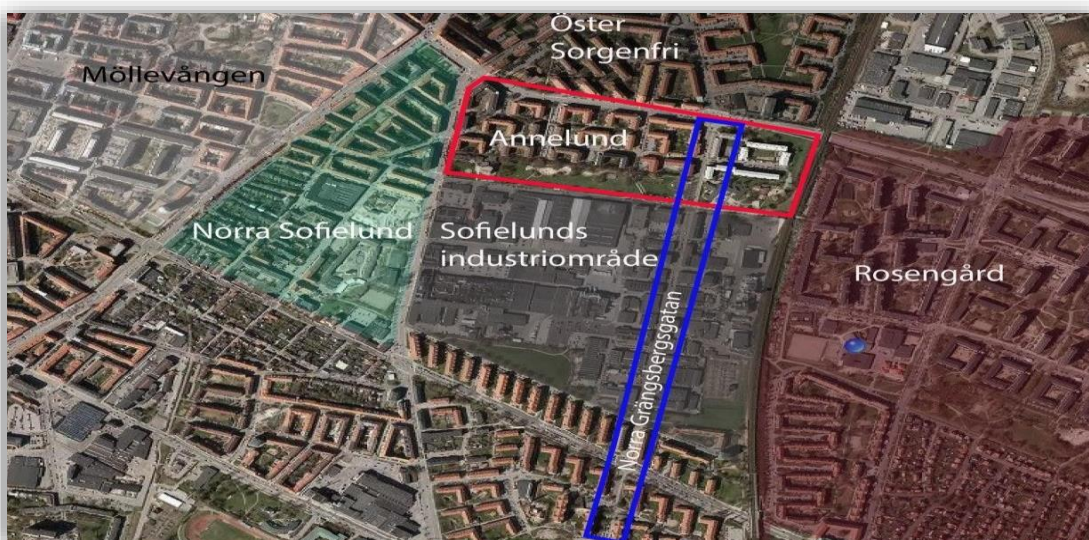 Öster
Sorgenfri
Möllevången
Annelund
Norra Sofielund
Sofielunds
industriområde
Rosengård
Norra Grängsbergsgatan